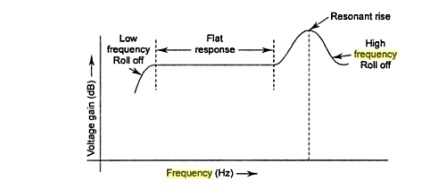 Resonant rise
Low
frequency
Roll off
Flat
response
High
frequency
Roll off
Voltage gain (dB)
Frequency (Hz)